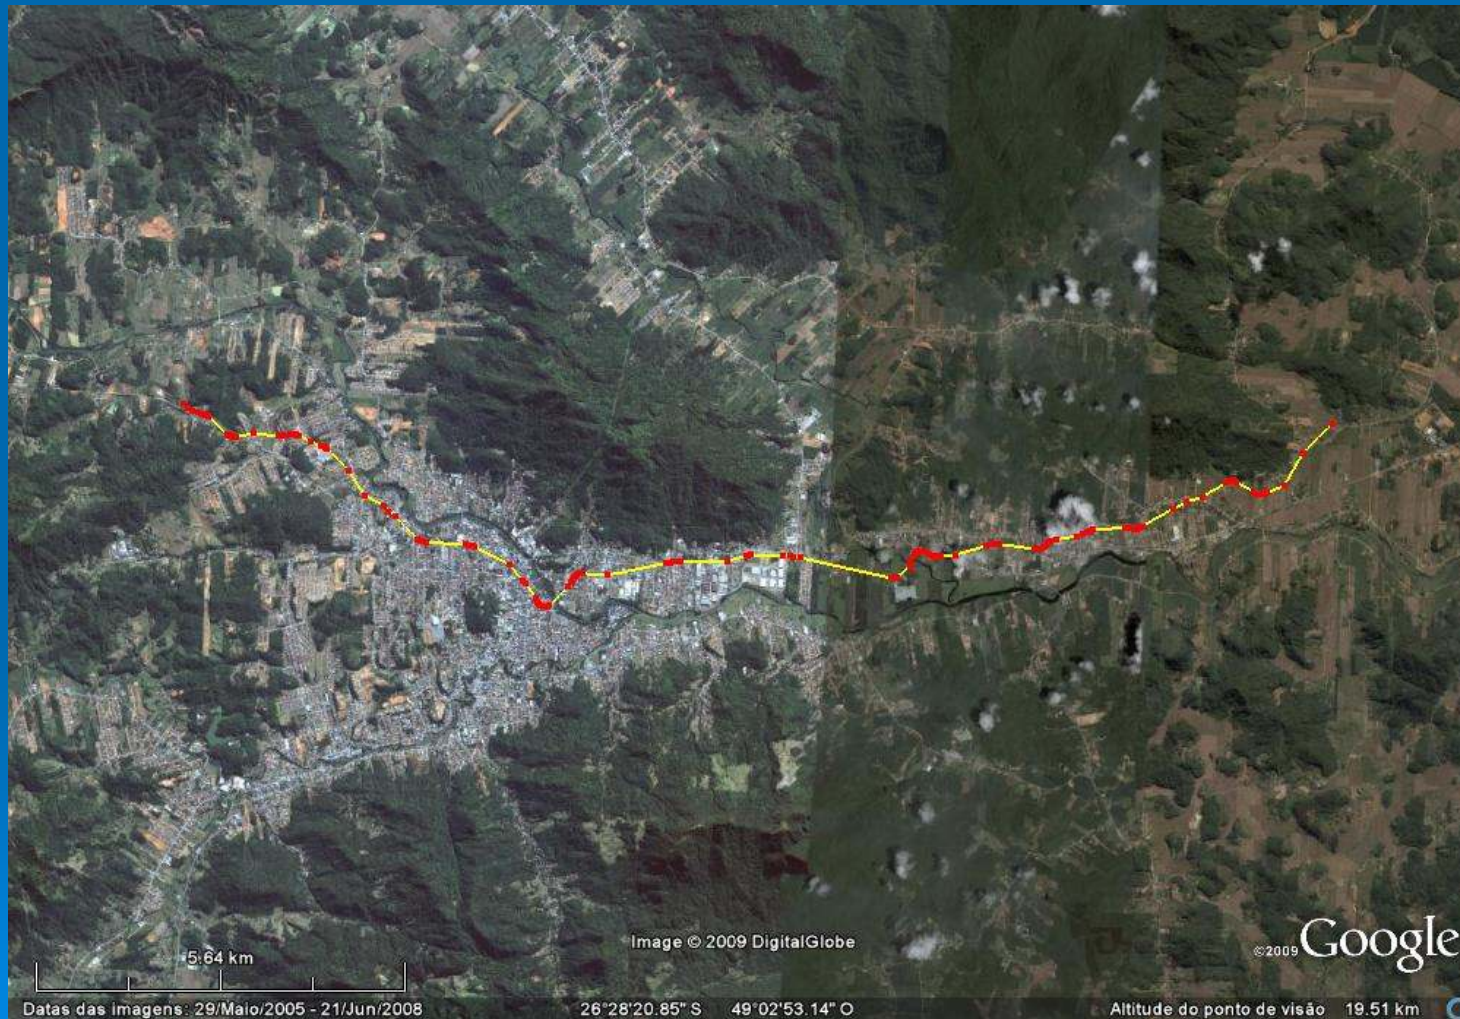 5.64 km
Image © 2009 DigitalGlobe
©2009 Google
Datas das imagens: 29/Maio/2005 - 21/Jun/2008 26°28'20.85" S 49°02'53.14" O Altitude do ponto de visão 19.51 km